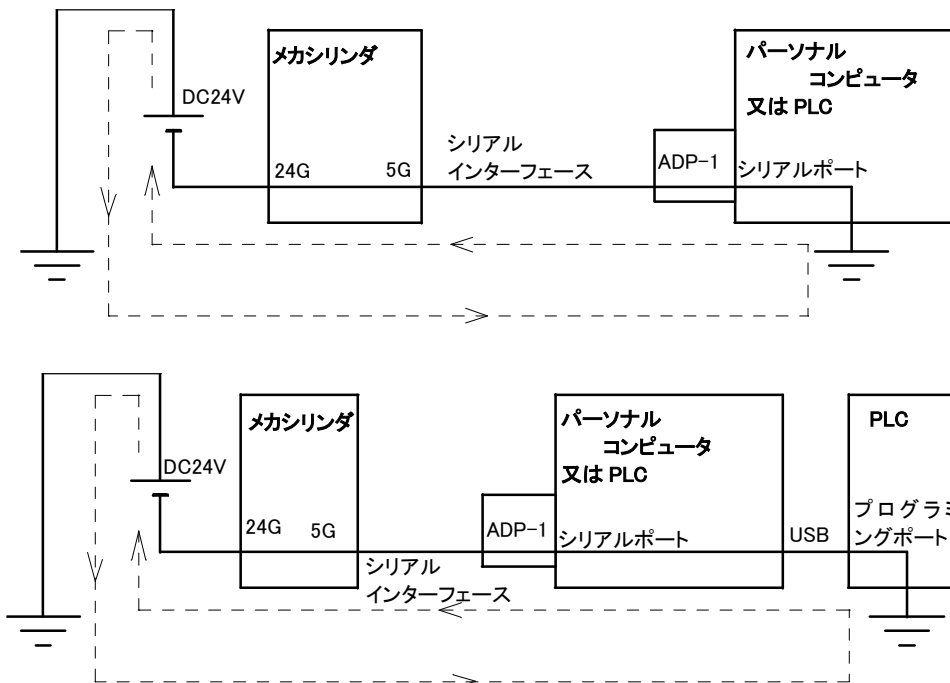 メカシリンダ
パーソナル
コンピュータ
又は PLC
DC24V
シリアル
インターフェース
24G
5G
ADP-1
シリアルポート
メカシリンダ
パーソナル
コンピュータ
又は PLC
PLC
DC24V
24G
5G
シリアル
インターフェース
ADP-1
シリアルポート
USB
プログラミ
ングポート